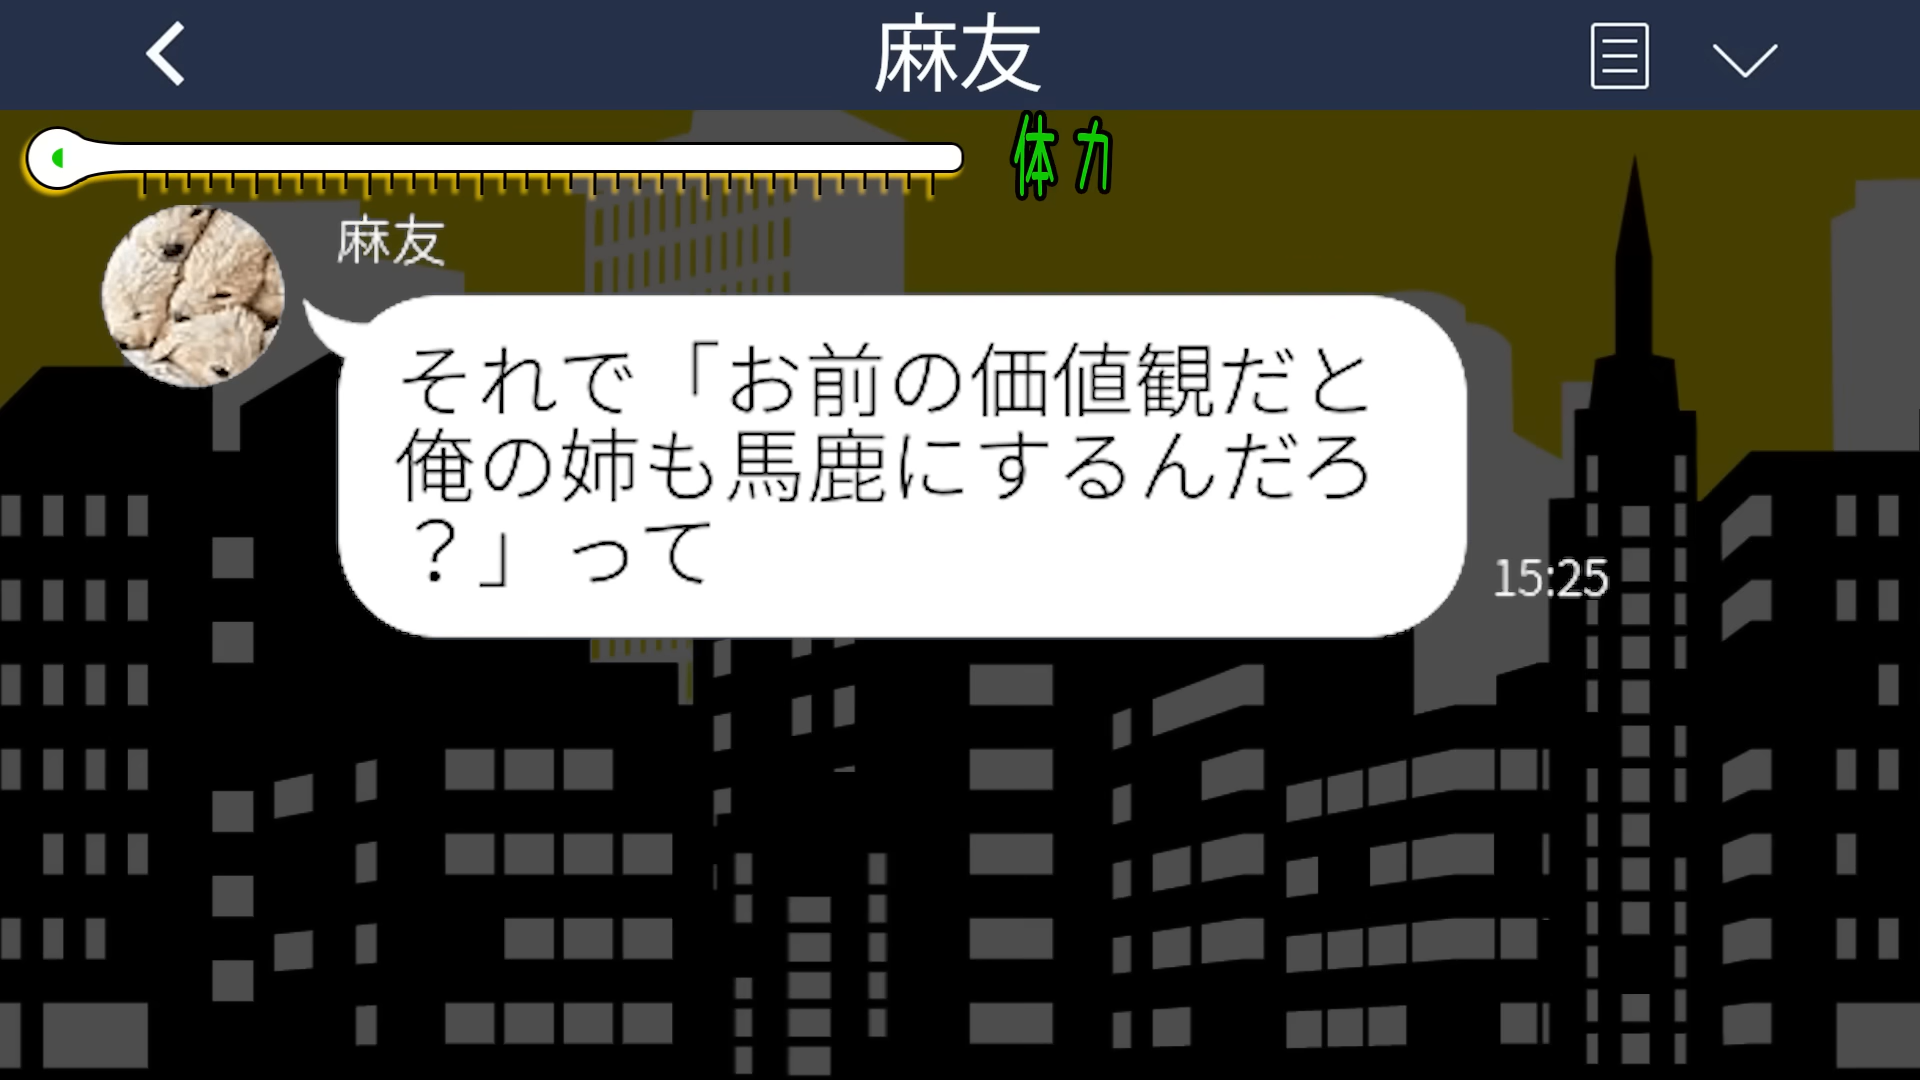 麻友
体力
麻友
それで「お前の価値観だと
俺の姉も馬鹿にするんだろ
？」って
15:25